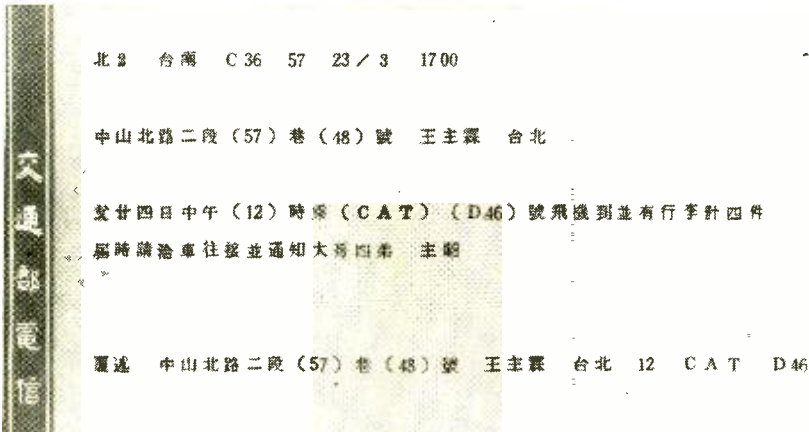 交通部電信
北2 台南 C36 57 23/3 1700
中山北路二段(57)巷(48)號 王主霖 台北
父廿四日中午(12)時乘(CAT)(D46)號飛機到並有行李計四件
屆時請洽車往接並通知大哥四弟 主昭
覆述 中山北路二段(57)巷(48)號 王主霖 台北 12 CAT D46